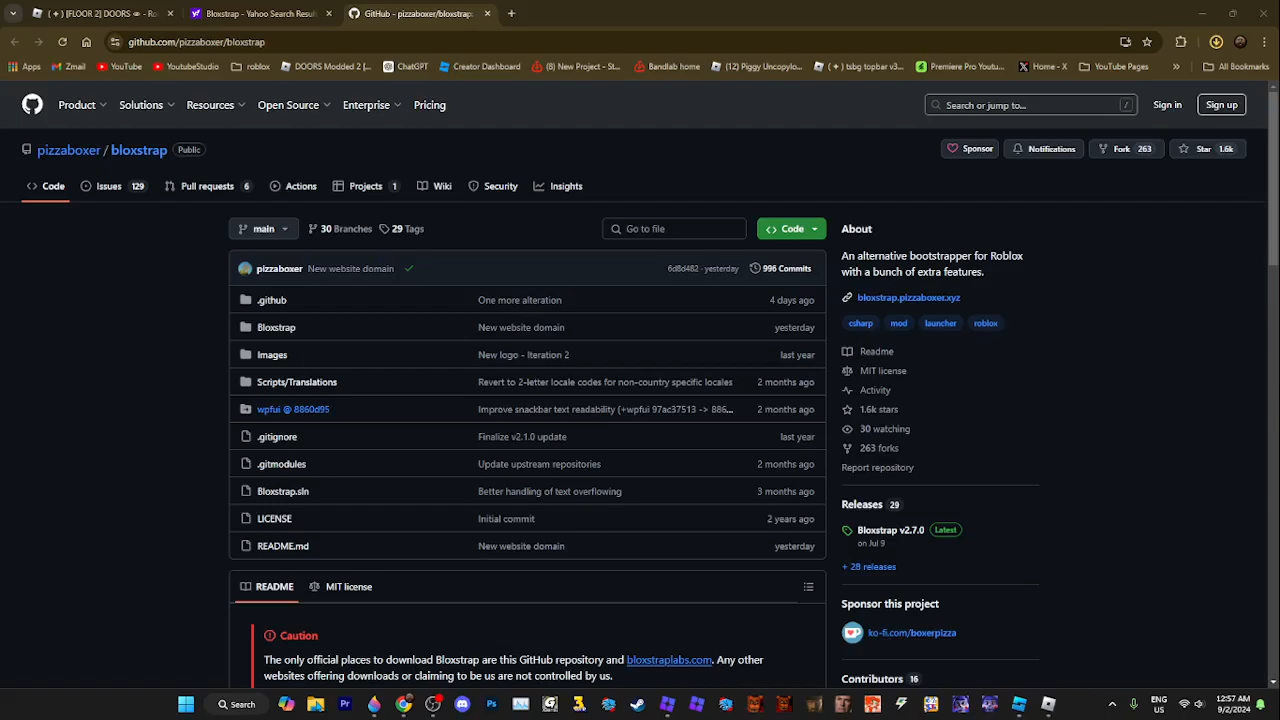 [ ✦ ] [FLOOR 2] DOORS 👁 - Ro
Bloxstrap - Yahoo Search Result
GitHub - pizzaboxer/bloxstrap:
github.com/pizzaboxer/bloxstrap
Apps Zmail YouTube YoutubeStudio roblox DOORS Modded 2 [... ChatGPT Creator Dashboard (8) New Project - St... Bandlab home (12) Piggy Uncopylo... ( ✦ ) tsbg topbar v3... Premiere Pro Youtu... Home - X YouTube Pages » All Bookmarks
Product Solutions Resources Open Source Enterprise Pricing Search or jump to... / Sign in Sign up
pizzaboxer / bloxstrap Public Sponsor Notifications Fork 263 Star 1.6k
Code Issues 129 Pull requests 6 Actions Projects 1 Wiki Security Insights
main 30 Branches 29 Tags Go to file Code
pizzaboxer New website domain 6d8d482 · yesterday 996 Commits
.github One more alteration 4 days ago
Bloxstrap New website domain yesterday
Images New logo - Iteration 2 last year
Scripts/Translations Revert to 2-letter locale codes for non-country specific locales 2 months ago
wpfui @ 8860d95 Improve snackbar text readability (+wpfui 97ac37513 -> 886... 2 months ago
.gitignore Finalize v2.1.0 update last year
.gitmodules Update upstream repositories 2 months ago
Bloxstrap.sln Better handling of text overflowing 3 months ago
LICENSE Initial commit 2 years ago
README.md New website domain yesterday
README MIT license
Caution
The only official places to download Bloxstrap are this GitHub repository and bloxstraplabs.com. Any other
websites offering downloads or claiming to be us are not controlled by us.
About
An alternative bootstrapper for Roblox
with a bunch of extra features.
bloxstrap.pizzaboxer.xyz
csharp mod launcher roblox
Readme
MIT license
Activity
1.6k stars
30 watching
263 forks
Report repository
Releases 29
Bloxstrap v2.7.0 Latest
on Jul 9
+ 28 releases
Sponsor this project
ko-fi.com/boxerpizza
Contributors 16
Search
ENG
US
12:57 AM
9/2/2024